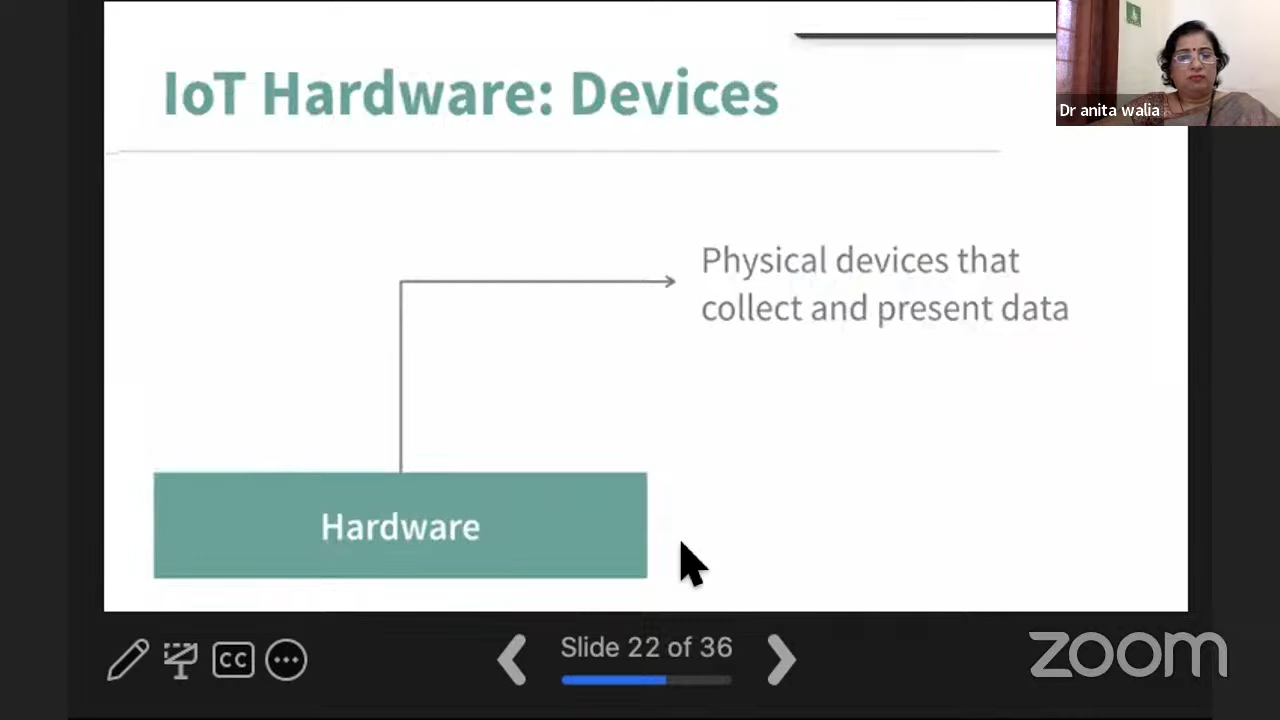 IoT Hardware: Devices
Dr anita walia
Physical devices that
collect and present data
Hardware
CC
Slide 22 of 36
zoom